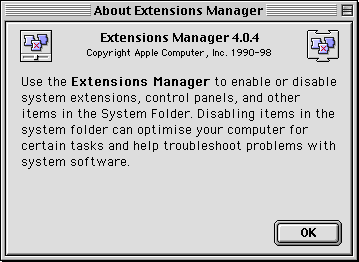 About Extensions Manager
Extensions Manager 4.0.4
Copyright Apple Computer, Inc. 1990-98
Use the Extensions Manager to enable or disable
system extensions, control panels, and other
items in the System Folder. Disabling items in the
system folder can optimise your computer for
certain tasks and help troubleshoot problems with
system software.
OK